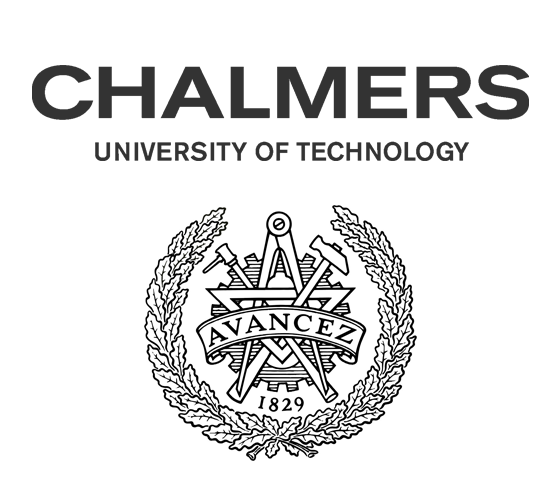 CHALMERS
UNIVERSITY OF TECHNOLOGY
AVANCEZ
1829